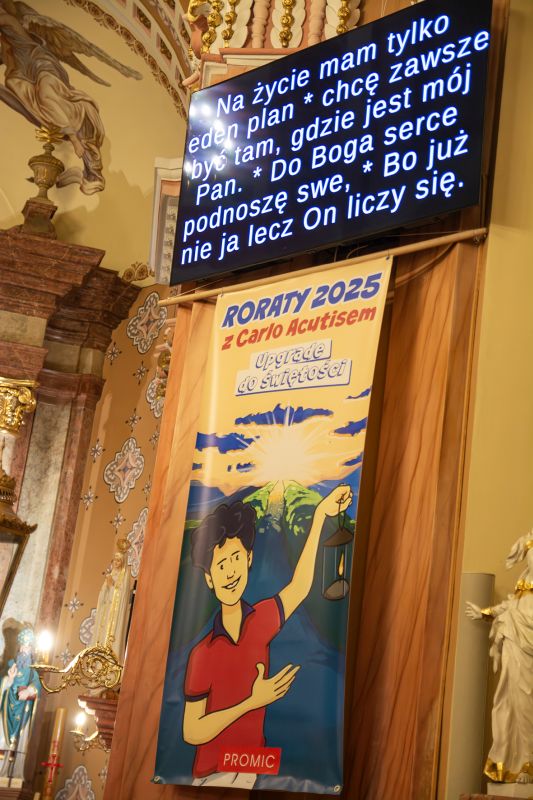 Na życie mam tylko
eden plan * chcę zawsze
być tam, gdzie jest mój
Pan. * Do Boga serce
podnoszę swe, * Bo już
nie ja lecz On liczy się.
RORATY 2025
z Carlo Acutisem
Upgrade
do świętości
PROMIC